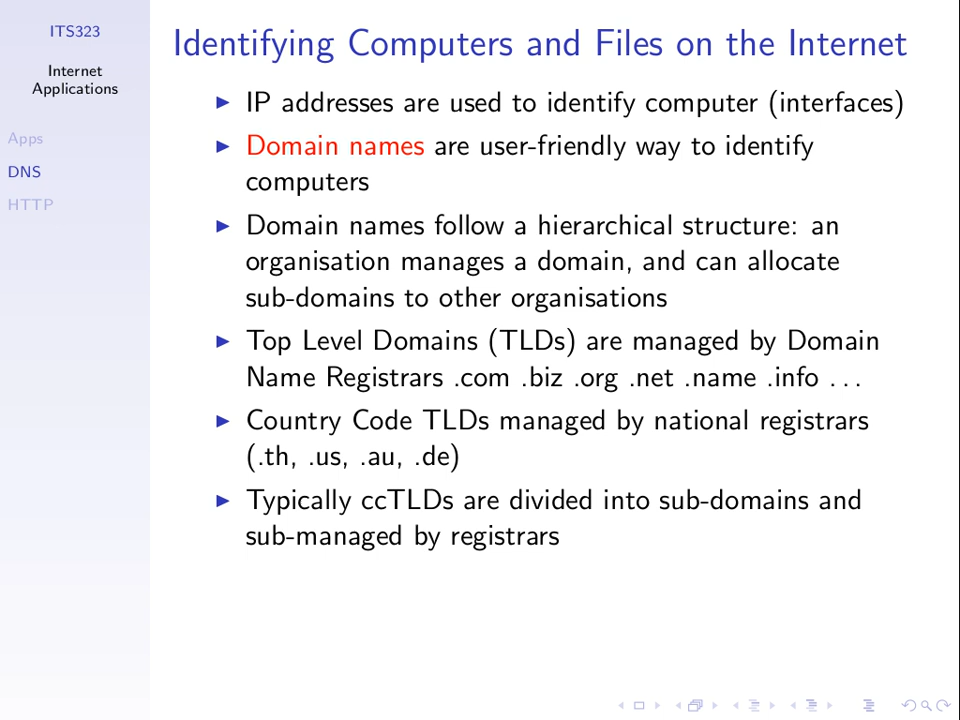 ITS323
Internet
Applications
Apps
DNS
HTTP
Identifying Computers and Files on the Internet
IP addresses are used to identify computer (interfaces)
Domain names are user-friendly way to identify
computers
Domain names follow a hierarchical structure: an
organisation manages a domain, and can allocate
sub-domains to other organisations
Top Level Domains (TLDs) are managed by Domain
Name Registrars .com .biz .org .net .name .info . . .
Country Code TLDs managed by national registrars
(.th, .us, .au, .de)
Typically ccTLDs are divided into sub-domains and
sub-managed by registrars